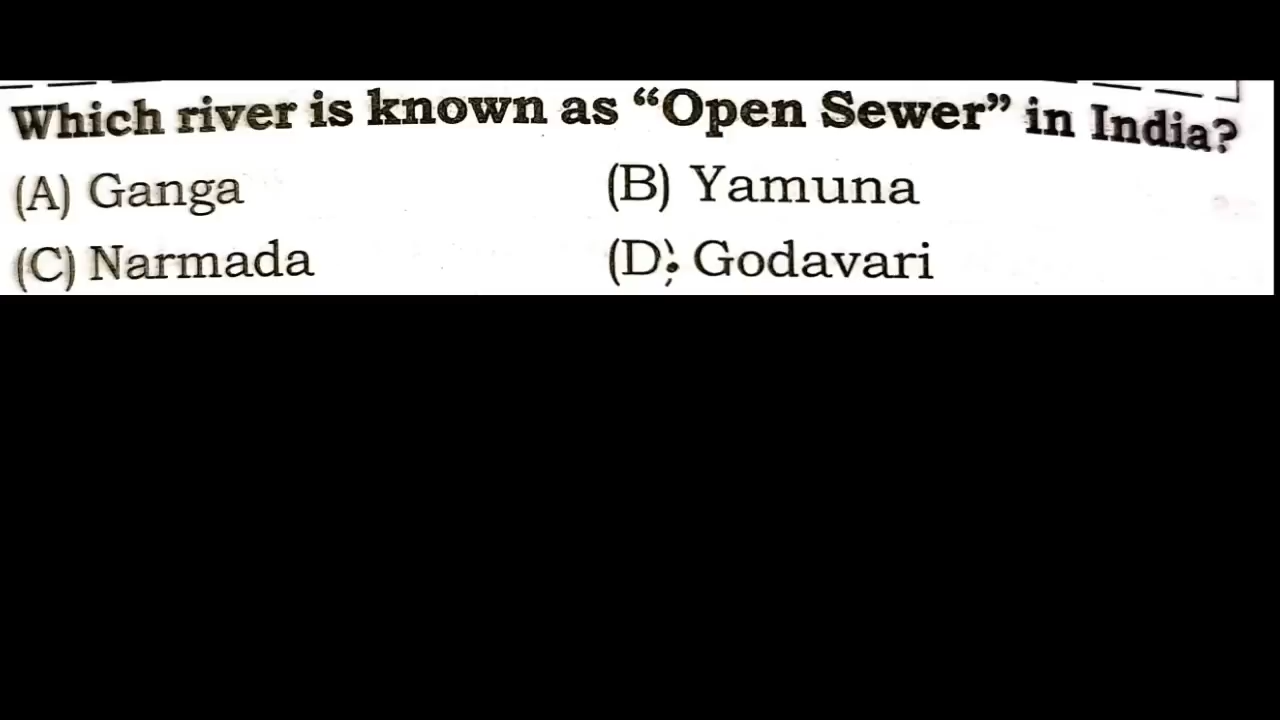 Which river is known as “Open Sewer” in India?
(A) Ganga (B) Yamuna
(C) Narmada (D) Godavari